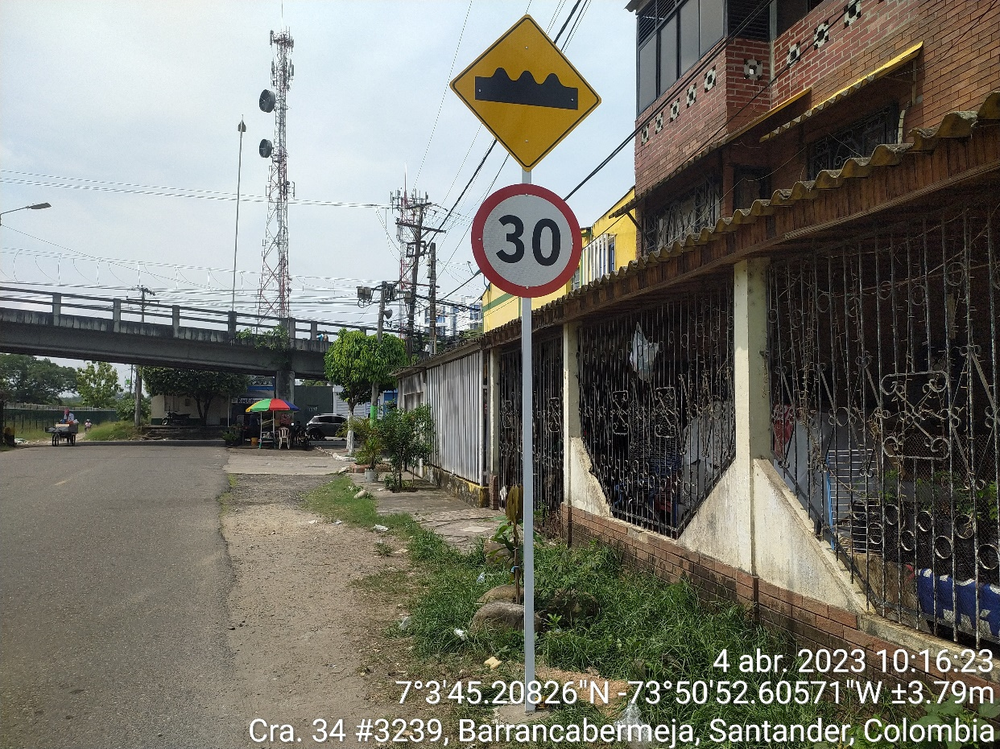 30
4 abr. 2023 10:16:23
7°3'45.20826"N -73°50'52.60571"W ±3.79m
Cra. 34 #3239, Barrancabermeja, Santander, Colombia